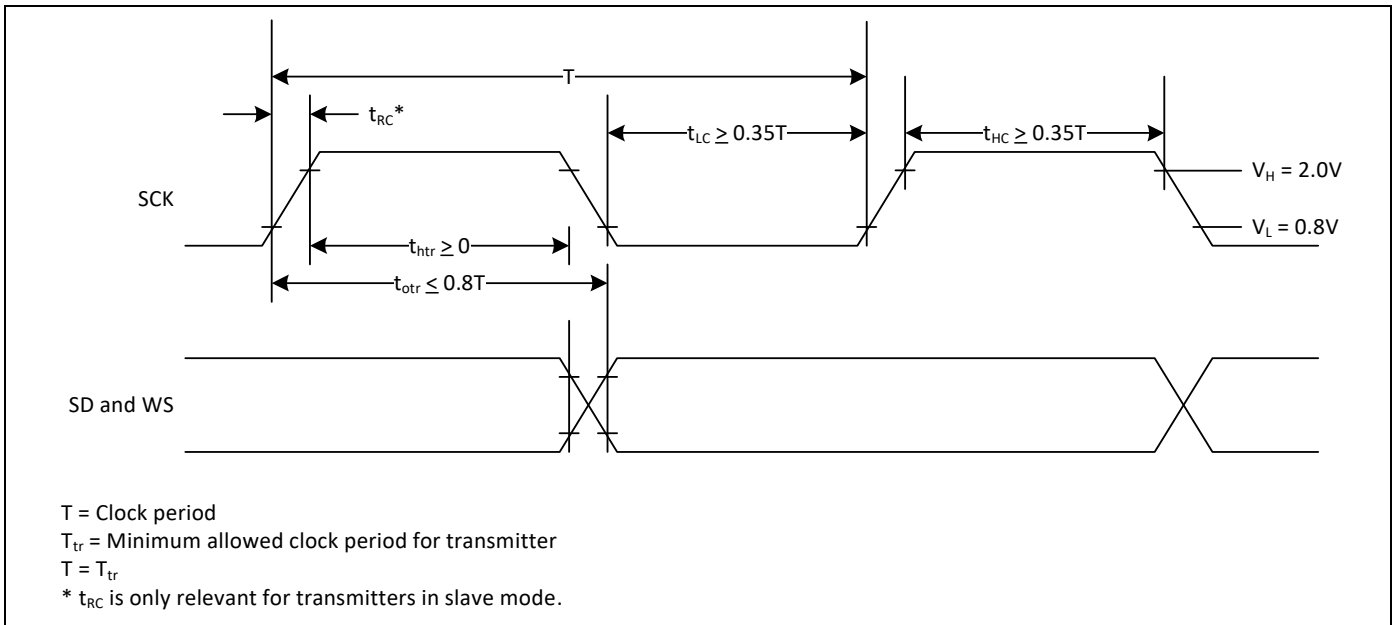 T
t_RC*
t_LC ≥ 0.35T
t_HC ≥ 0.35T
V_H = 2.0V
SCK
V_L = 0.8V
t_htr ≥ 0
t_otr ≤ 0.8T
SD and WS
T = Clock period
T_tr = Minimum allowed clock period for transmitter
T = T_tr
* t_RC is only relevant for transmitters in slave mode.